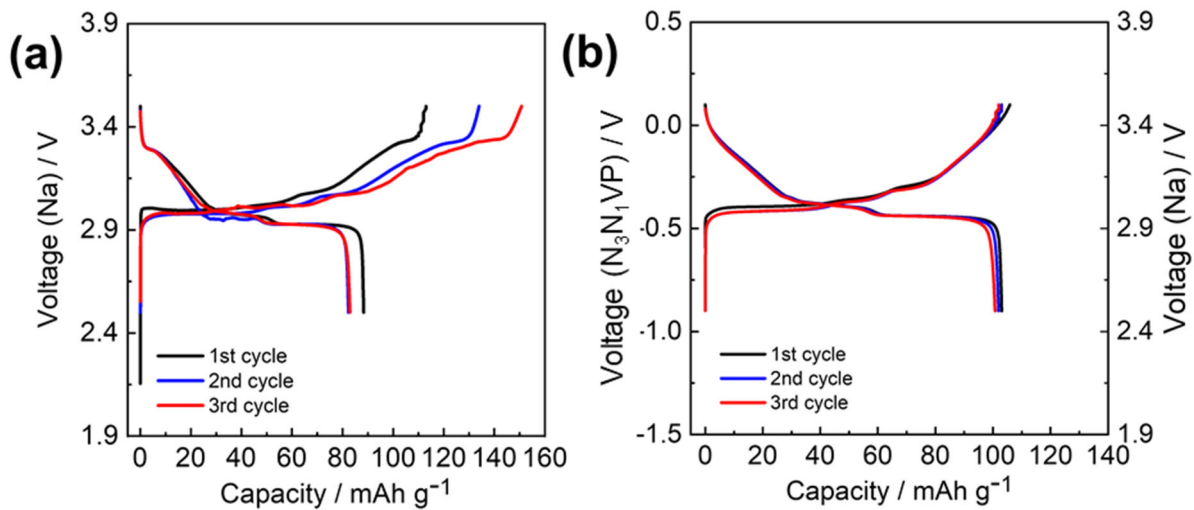 (a)
3.9
3.4
2.9
2.4
1.9
Voltage (Na) / V
1st cycle
2nd cycle
3rd cycle
0 20 40 60 80 100 120 140 160
Capacity / mAh g⁻¹
(b)
0.5
0.0
-0.5
-1.0
-1.5
Voltage (N₃N₁VP) / V
1st cycle
2nd cycle
3rd cycle
0 20 40 60 80 100 120 140
Capacity / mAh g⁻¹
3.9
3.4
2.9
2.4
1.9
Voltage (Na) / V